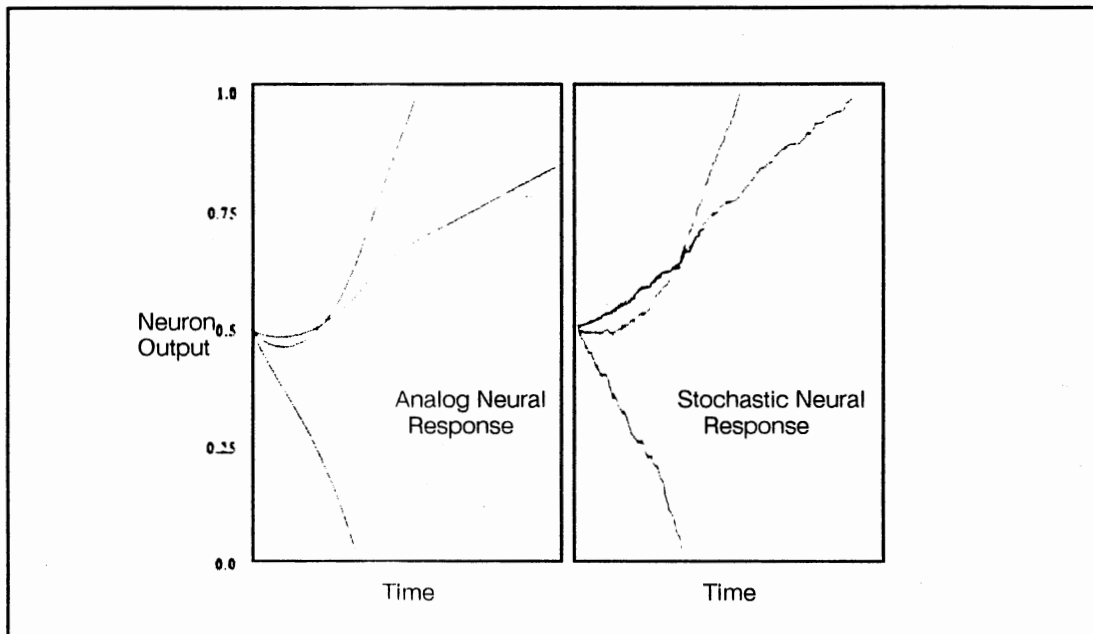 1.0
0.75
Neuron 0.5
Output
Analog Neural
Response
Stochastic Neural
Response
0.25
0.0
Time
Time